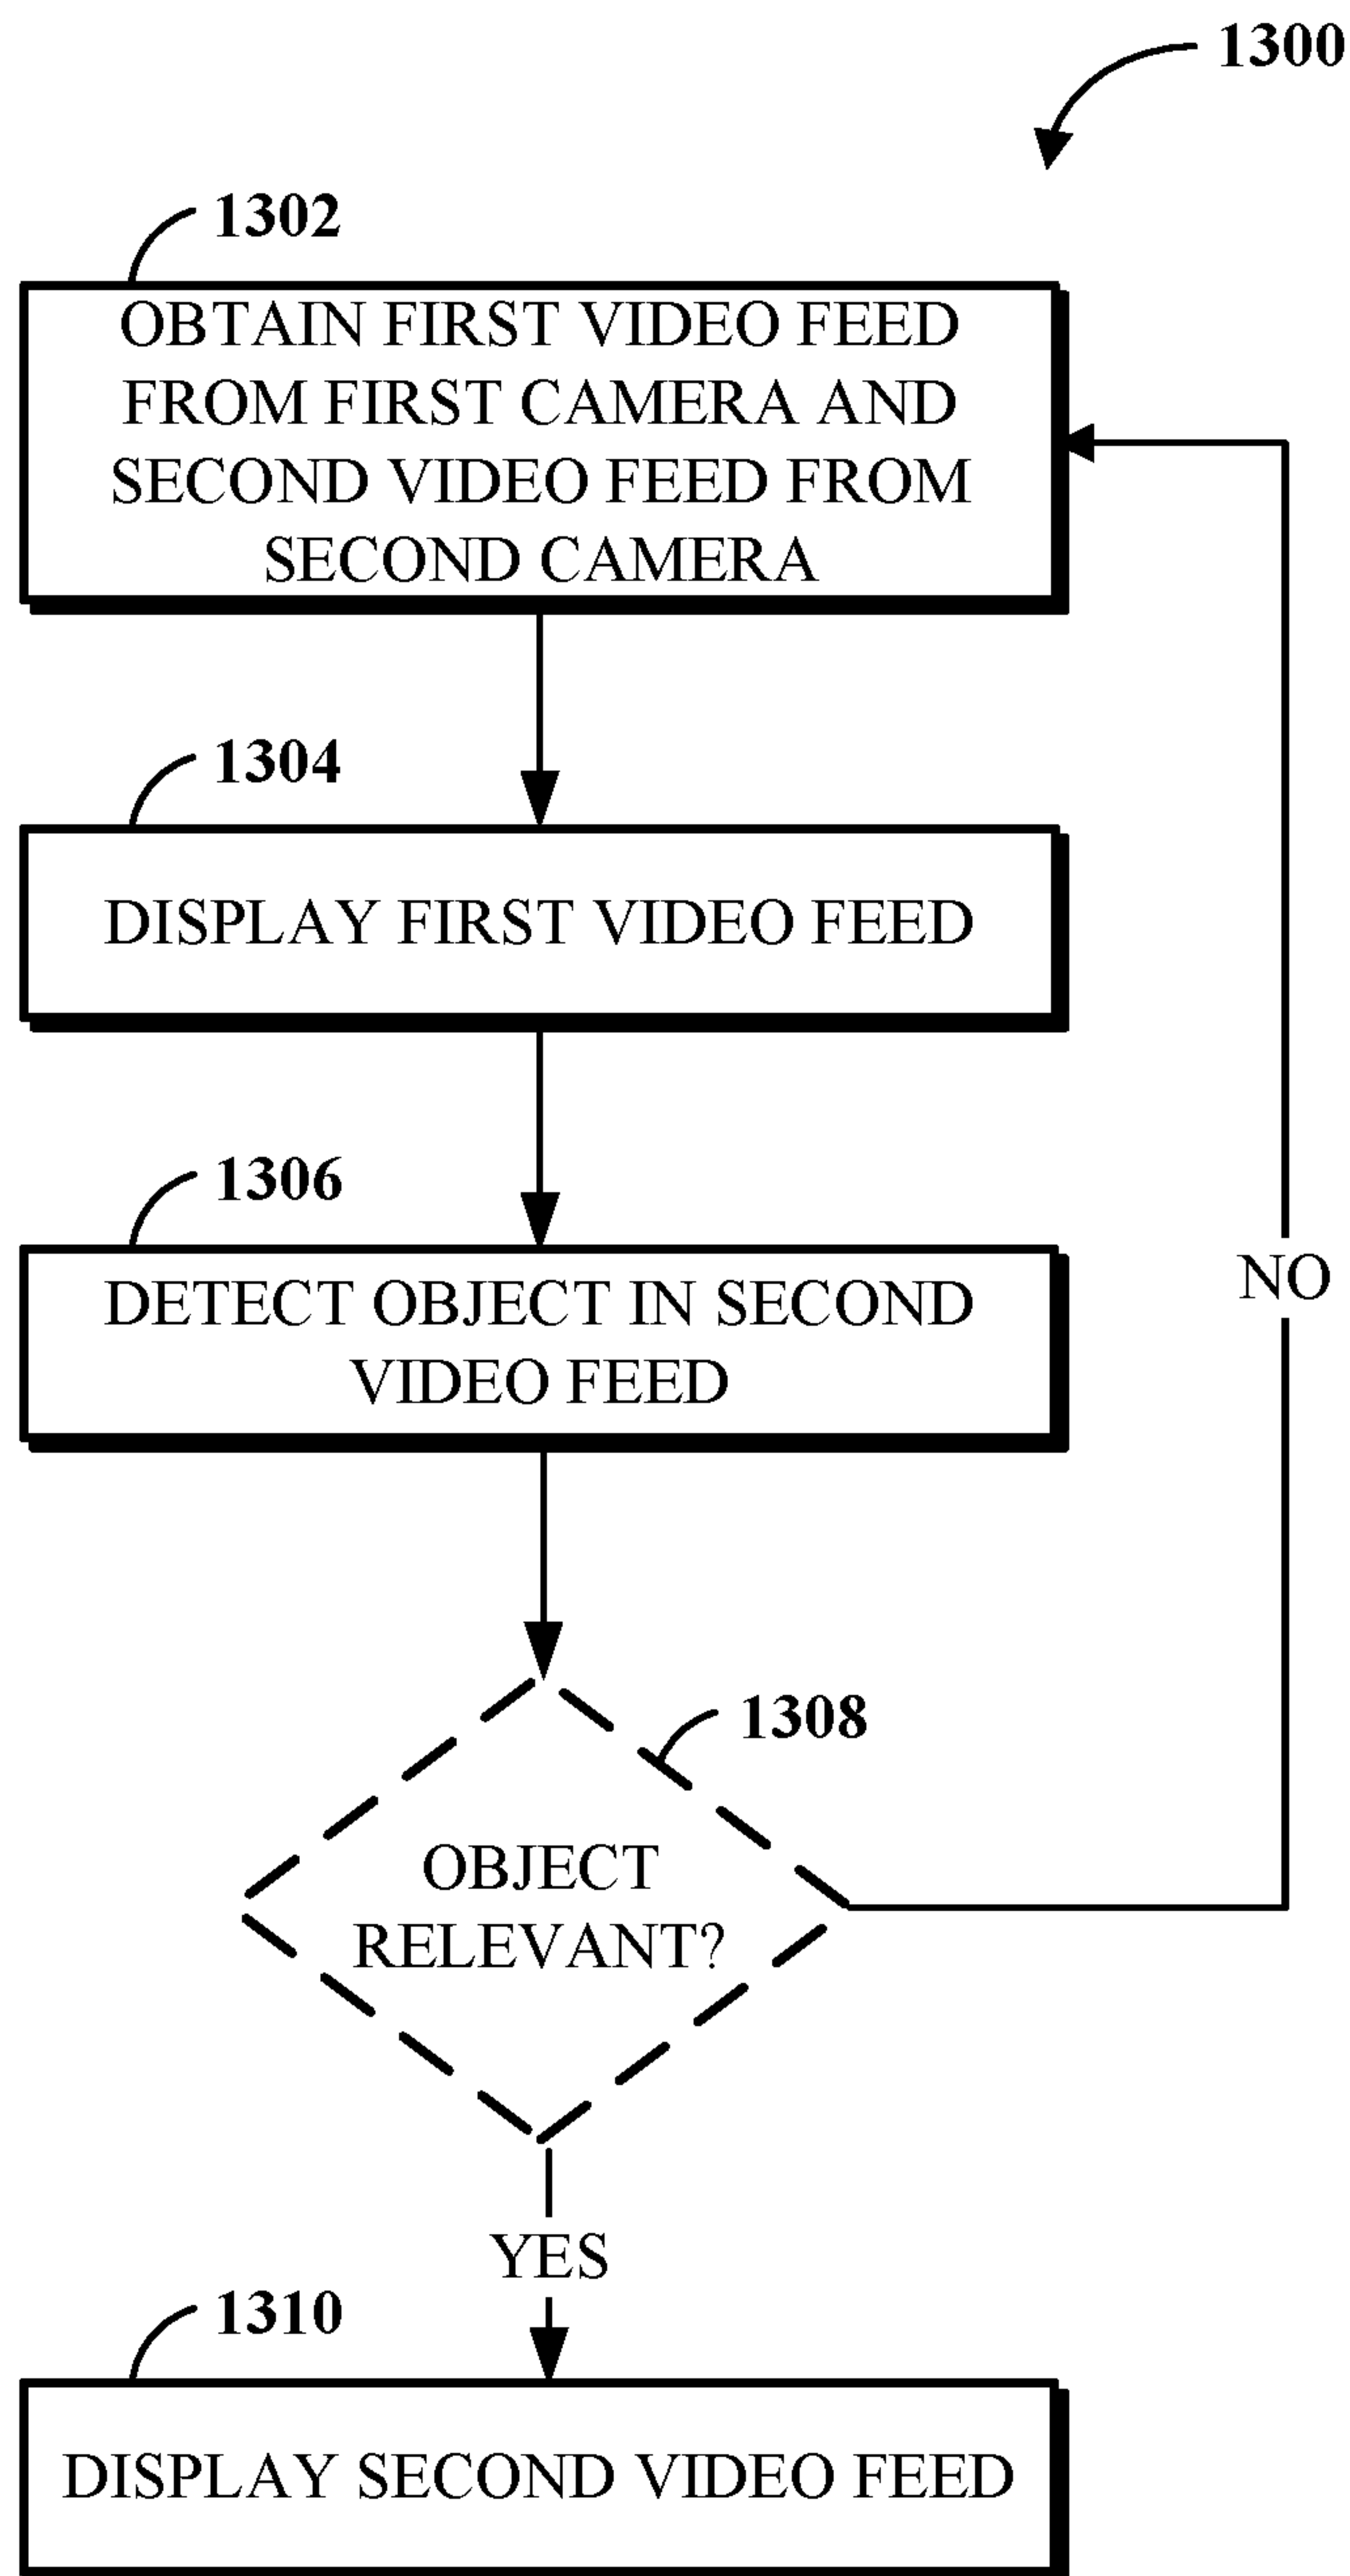 1300
1302
OBTAIN FIRST VIDEO FEED
FROM FIRST CAMERA AND
SECOND VIDEO FEED FROM
SECOND CAMERA
1304
DISPLAY FIRST VIDEO FEED
1306
DETECT OBJECT IN SECOND
VIDEO FEED
NO
1308
OBJECT
RELEVANT?
YES
1310
DISPLAY SECOND VIDEO FEED